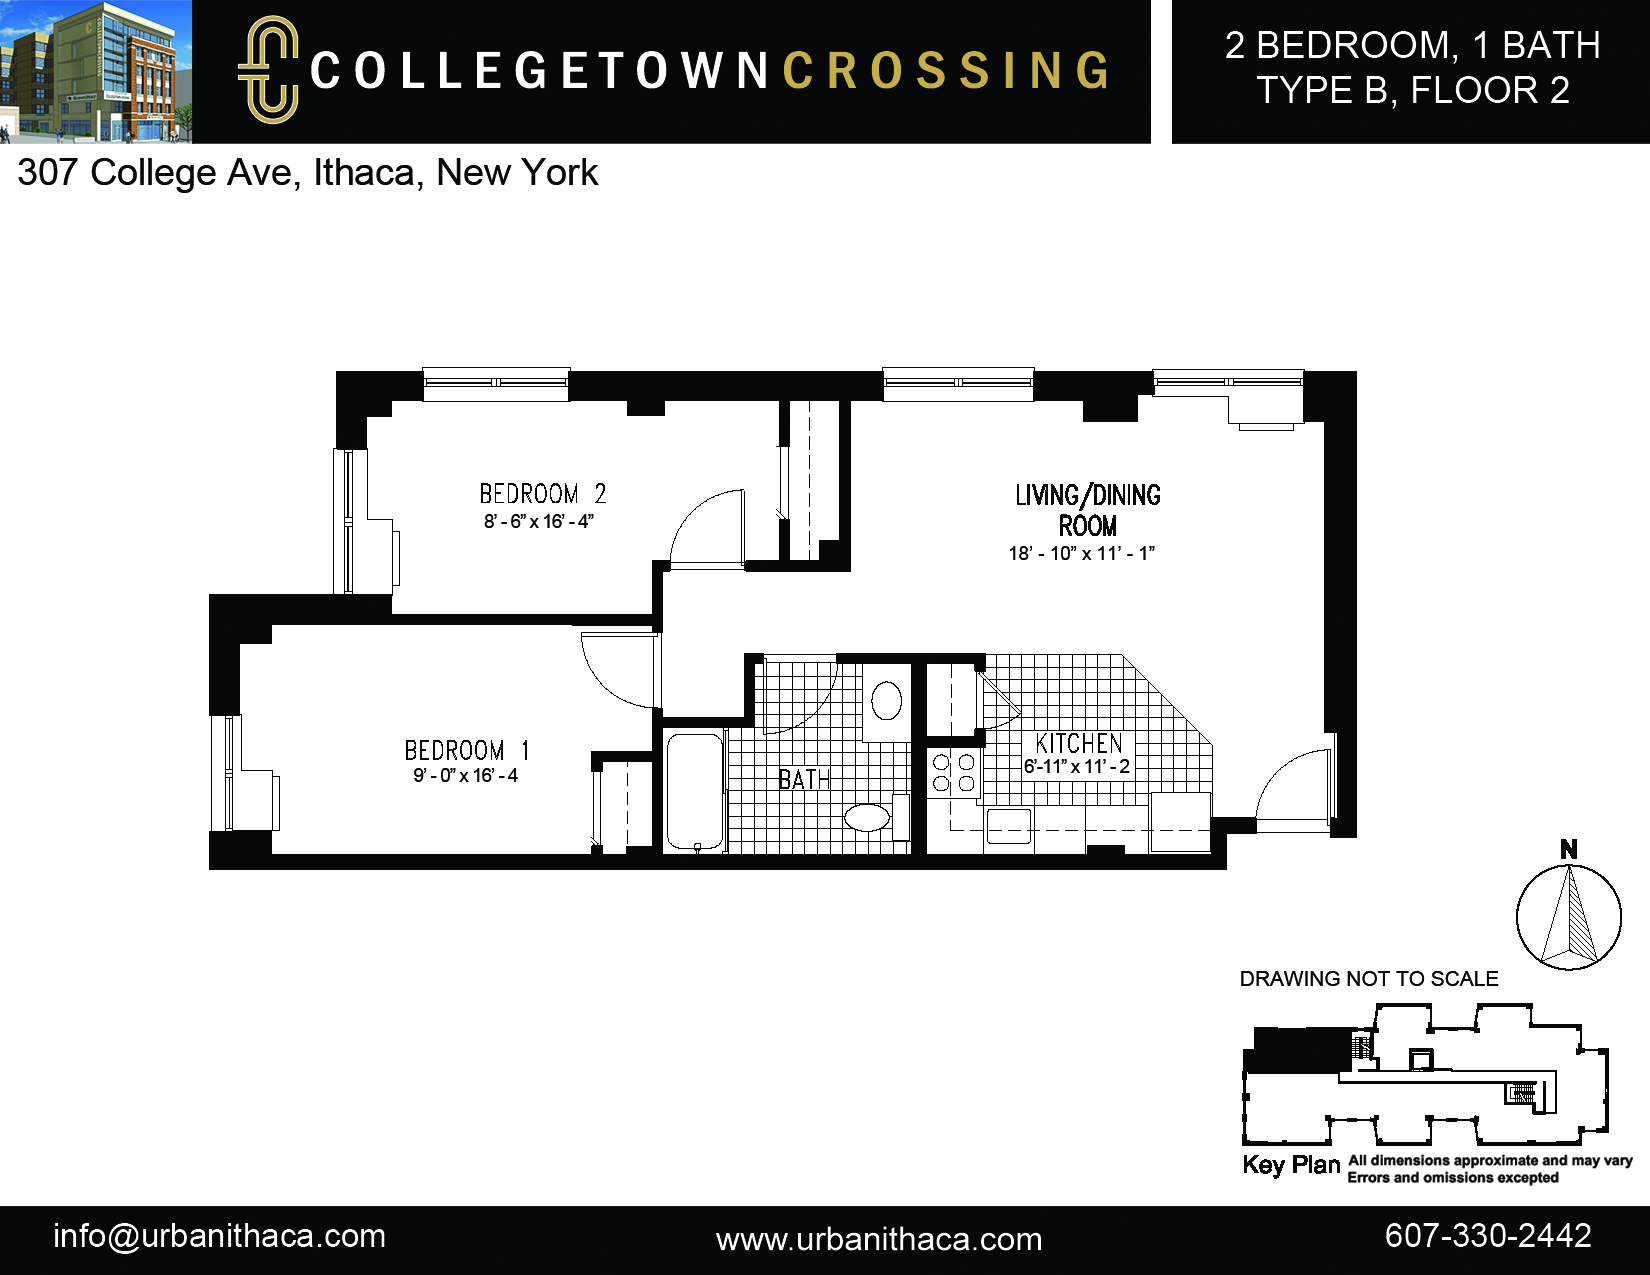 COLLEGETOWNCROSSING
2 BEDROOM, 1 BATH
TYPE B, FLOOR 2
307 College Ave, Ithaca, New York
BEDROOM 2
8' - 6" x 16' - 4"
LIVING/DINING
ROOM
18' - 10" x 11' - 1"
BEDROOM 1
9' - 0" x 16' - 4
BATH
KITCHEN
6'-11" x 11' - 2
N
DRAWING NOT TO SCALE
Key Plan
All dimensions approximate and may vary
Errors and omissions excepted
info@urbanithaca.com
www.urbanithaca.com
607-330-2442